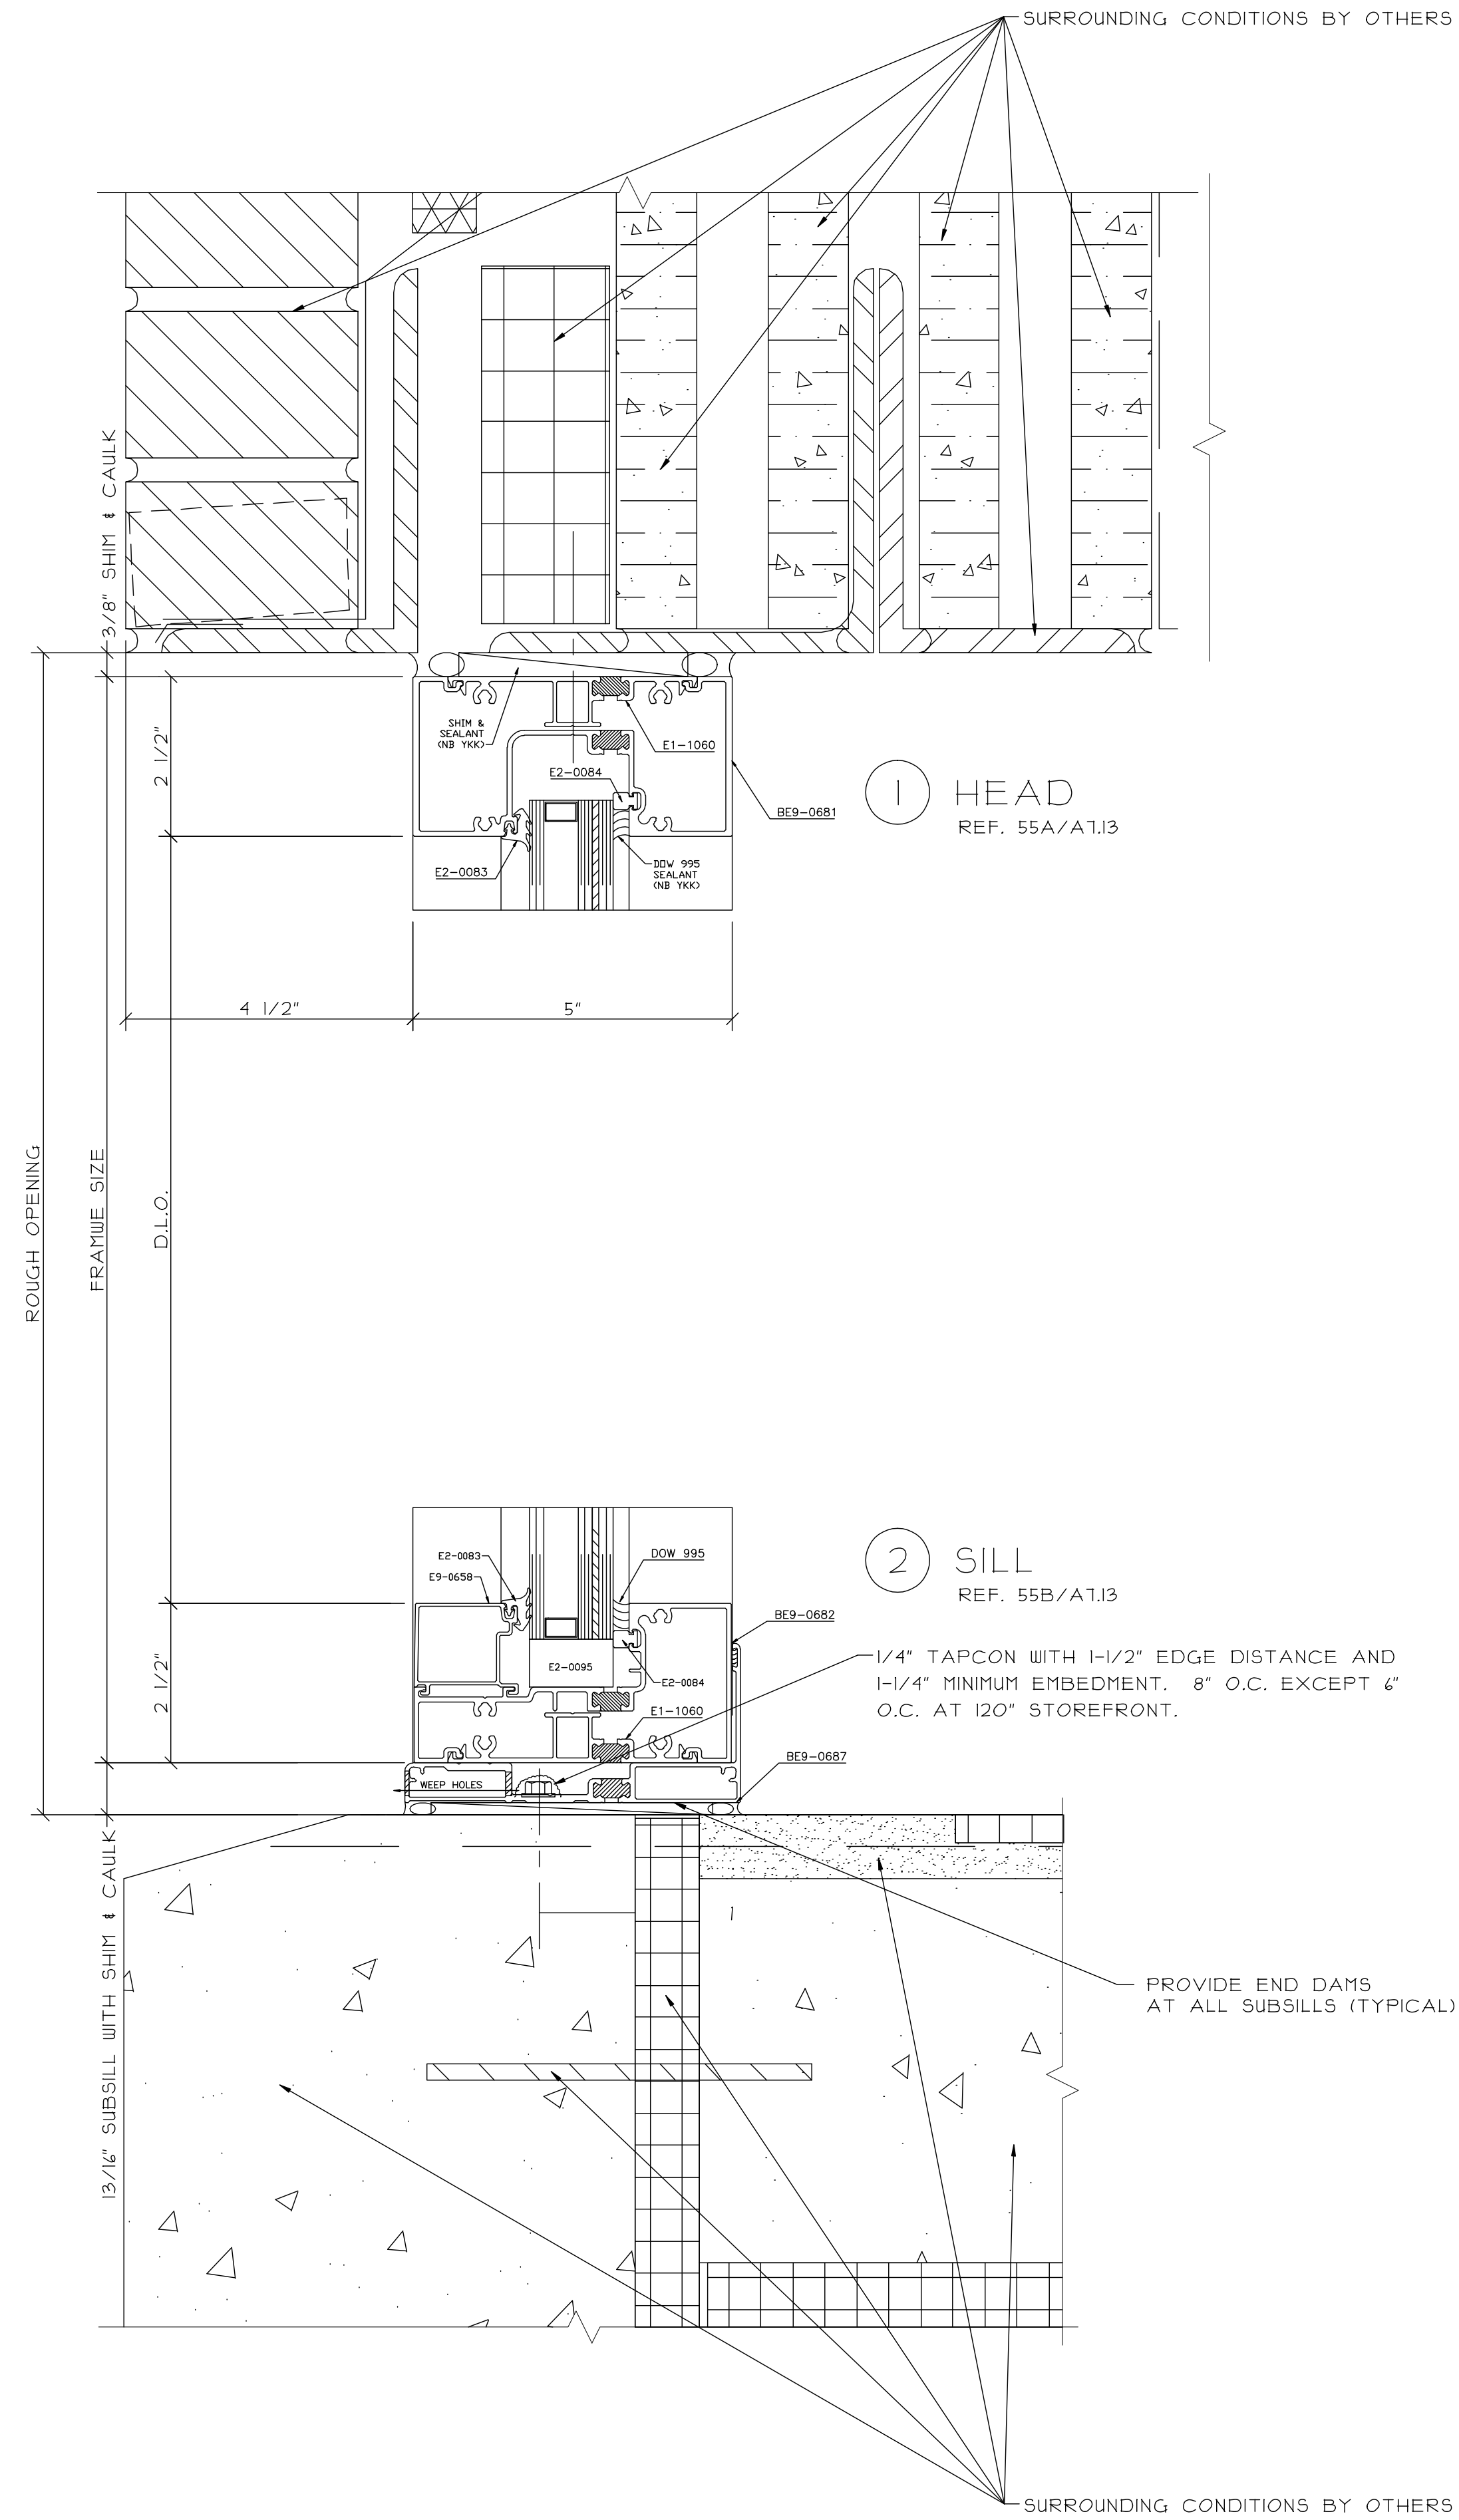 SURROUNDING CONDITIONS BY OTHERS
3/8" SHIM & CAULK
2 1/2"
SHIM &
SEALANT
(NB YKK)
E1-1060
E2-0084
BE9-0681
E2-0083
DOW 995
SEALANT
(NB YKK)
1 HEAD
REF. 55A/A7.13
4 1/2"
5"
ROUGH OPENING
FRAMWE SIZE
D.L.O.
2 SILL
REF. 55B/A7.13
E2-0083
E9-0658
DOW 995
BE9-0682
E2-0095
E2-0084
E1-1060
2 1/2"
1/4" TAPCON WITH 1-1/2" EDGE DISTANCE AND
1-1/4" MINIMUM EMBEDMENT. 8" O.C. EXCEPT 6"
O.C. AT 120" STOREFRONT.
BE9-0687
WEEP HOLES
13/16" SUBSILL WITH SHIM & CAULK
PROVIDE END DAMS
AT ALL SUBSILLS (TYPICAL)
SURROUNDING CONDITIONS BY OTHERS